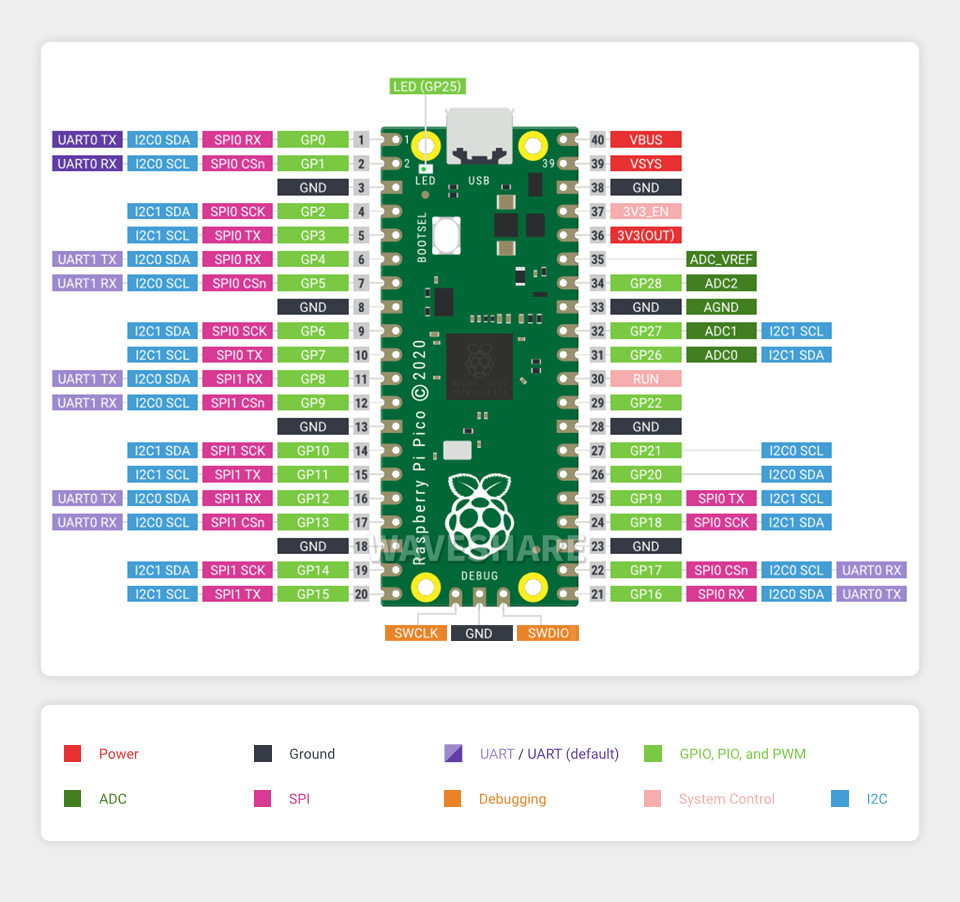 LED (GP25)
UART0 TX I2C0 SDA SPI0 RX GP0 1 1 40 VBUS
UART0 RX I2C0 SCL SPI0 CSn GP1 2 2 39 39 VSYS
LED USB
GND 3 38 GND
I2C1 SDA SPI0 SCK GP2 4 37 3V3_EN
I2C1 SCL SPI0 TX GP3 5 BOOTSEL 36 3V3(OUT)
UART1 TX I2C0 SDA SPI0 RX GP4 6 35 ADC_VREF
UART1 RX I2C0 SCL SPI0 CSn GP5 7 34 GP28 ADC2
GND 8 33 GND AGND
I2C1 SDA SPI0 SCK GP6 9 32 GP27 ADC1 I2C1 SCL
I2C1 SCL SPI0 TX GP7 10 31 GP26 ADC0 I2C1 SDA
UART1 TX I2C0 SDA SPI1 RX GP8 11 30 RUN
UART1 RX I2C0 SCL SPI1 CSn GP9 12 29 GP22
GND 13 28 GND
Raspberry Pi Pico © 2020
I2C1 SDA SPI1 SCK GP10 14 27 GP21 I2C0 SCL
I2C1 SCL SPI1 TX GP11 15 26 GP20 I2C0 SDA
UART0 TX I2C0 SDA SPI1 RX GP12 16 25 GP19 SPI0 TX I2C1 SCL
UART0 RX I2C0 SCL SPI1 CSn GP13 17 24 GP18 SPI0 SCK I2C1 SDA
GND 18 WAVESHARE 23 GND
I2C1 SDA SPI1 SCK GP14 19 22 GP17 SPI0 CSn I2C0 SCL UART0 RX
DEBUG
I2C1 SCL SPI1 TX GP15 20 21 GP16 SPI0 RX I2C0 SDA UART0 TX
SWCLK GND SWDIO
Power Ground UART / UART (default) GPIO, PIO, and PWM
ADC SPI Debugging System Control I2C